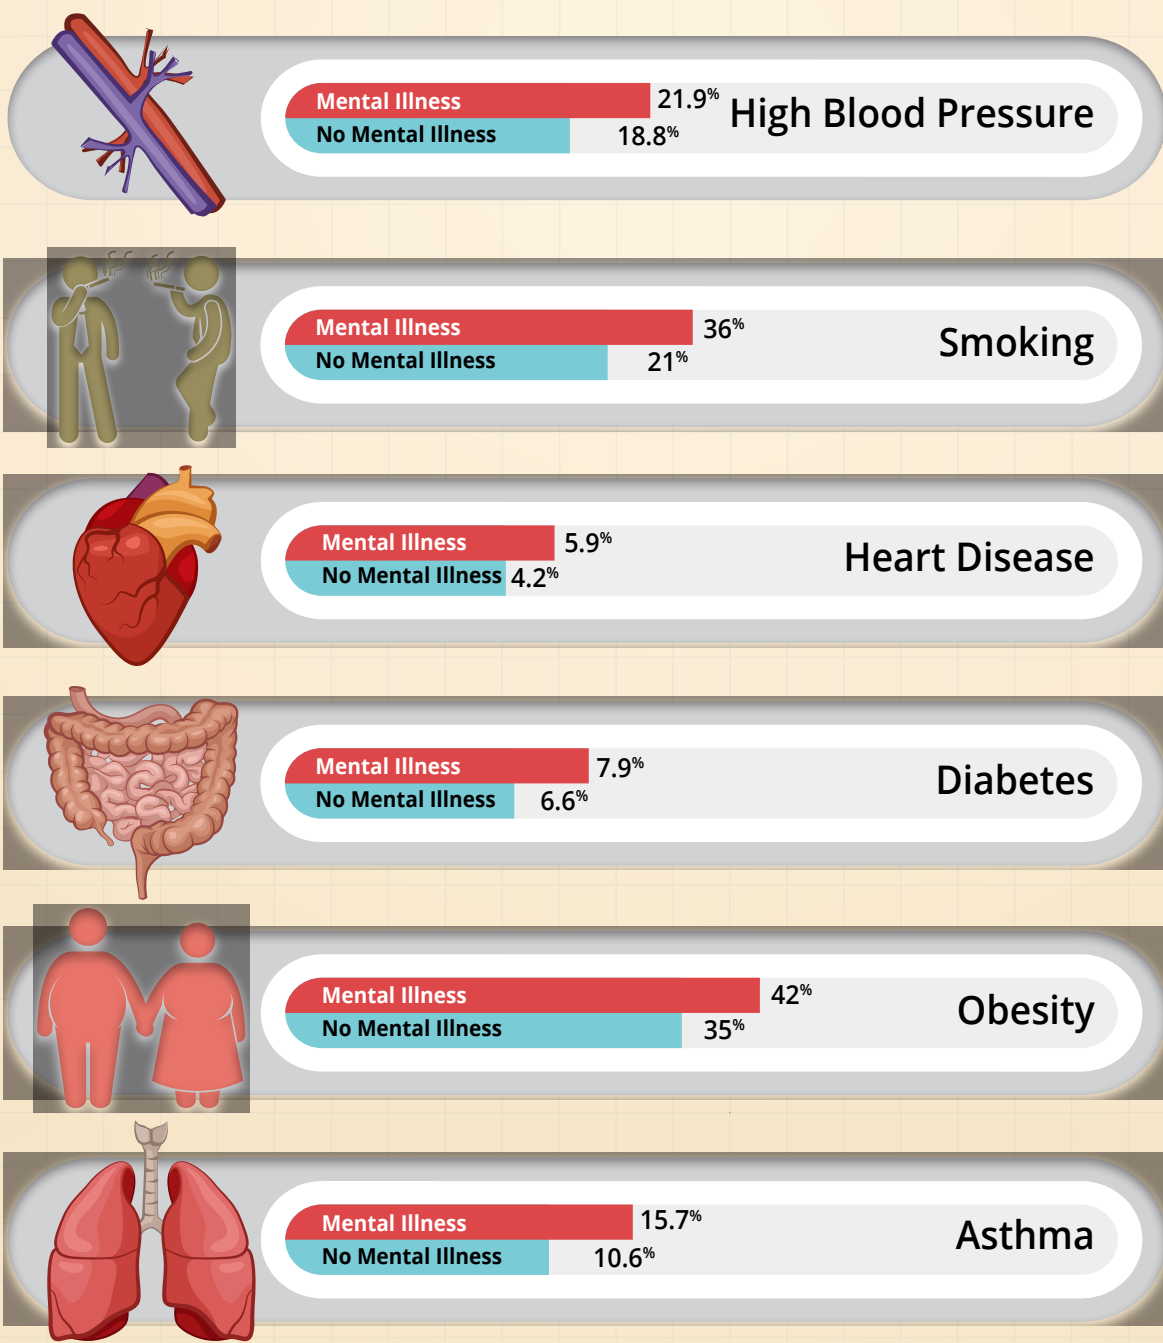 Mental Illness 21.9%
No Mental Illness 18.8%
High Blood Pressure
Mental Illness 36%
No Mental Illness 21%
Smoking
Mental Illness 5.9%
No Mental Illness 4.2%
Heart Disease
Mental Illness 7.9%
No Mental Illness 6.6%
Diabetes
Mental Illness 42%
No Mental Illness 35%
Obesity
Mental Illness 15.7%
No Mental Illness 10.6%
Asthma